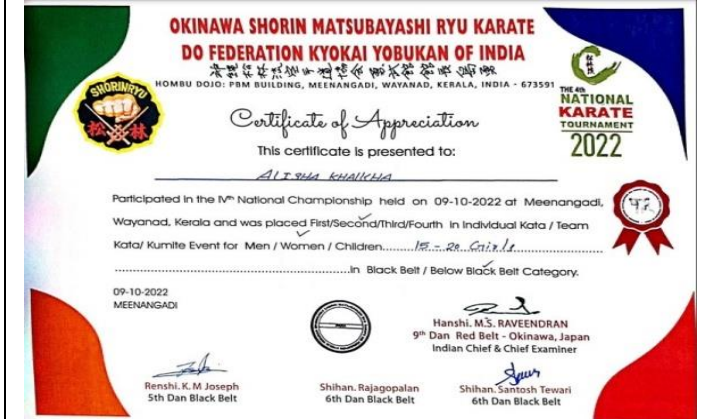 OKINAWA SHORIN MATSUBAYASHI RYU KARATE
DO FEDERATION KYOKAI YOBUKAN OF INDIA
HOMBU DOJO: PBM BUILDING, MEENANGADI, WAYANAD, KERALA, INDIA - 673591
SHORINRYU
松 林
THE 4th
NATIONAL
KARATE
TOURNAMENT
2022
Certificate of Appreciation
This certificate is presented to:
ALISHA
Participated in the IVth National Championship held on 09-10-2022 at Meenangadi,
Wayanad, Kerala and was placed First/Second/Third/Fourth in Individual Kata / Team
Kata/ Kumite Event for Men / Women / Children........15 - 20 Girls
in Black Belt / Below Black Belt Category.
09-10-2022
MEENANGADI
Hanshi. M.S. RAVEENDRAN
9th Dan Red Belt - Okinawa, Japan
Indian Chief & Chief Examiner
Renshi. K. M Joseph
5th Dan Black Belt
Shihan. Rajagopalan
6th Dan Black Belt
Shihan. Santosh Tewari
6th Dan Black Belt